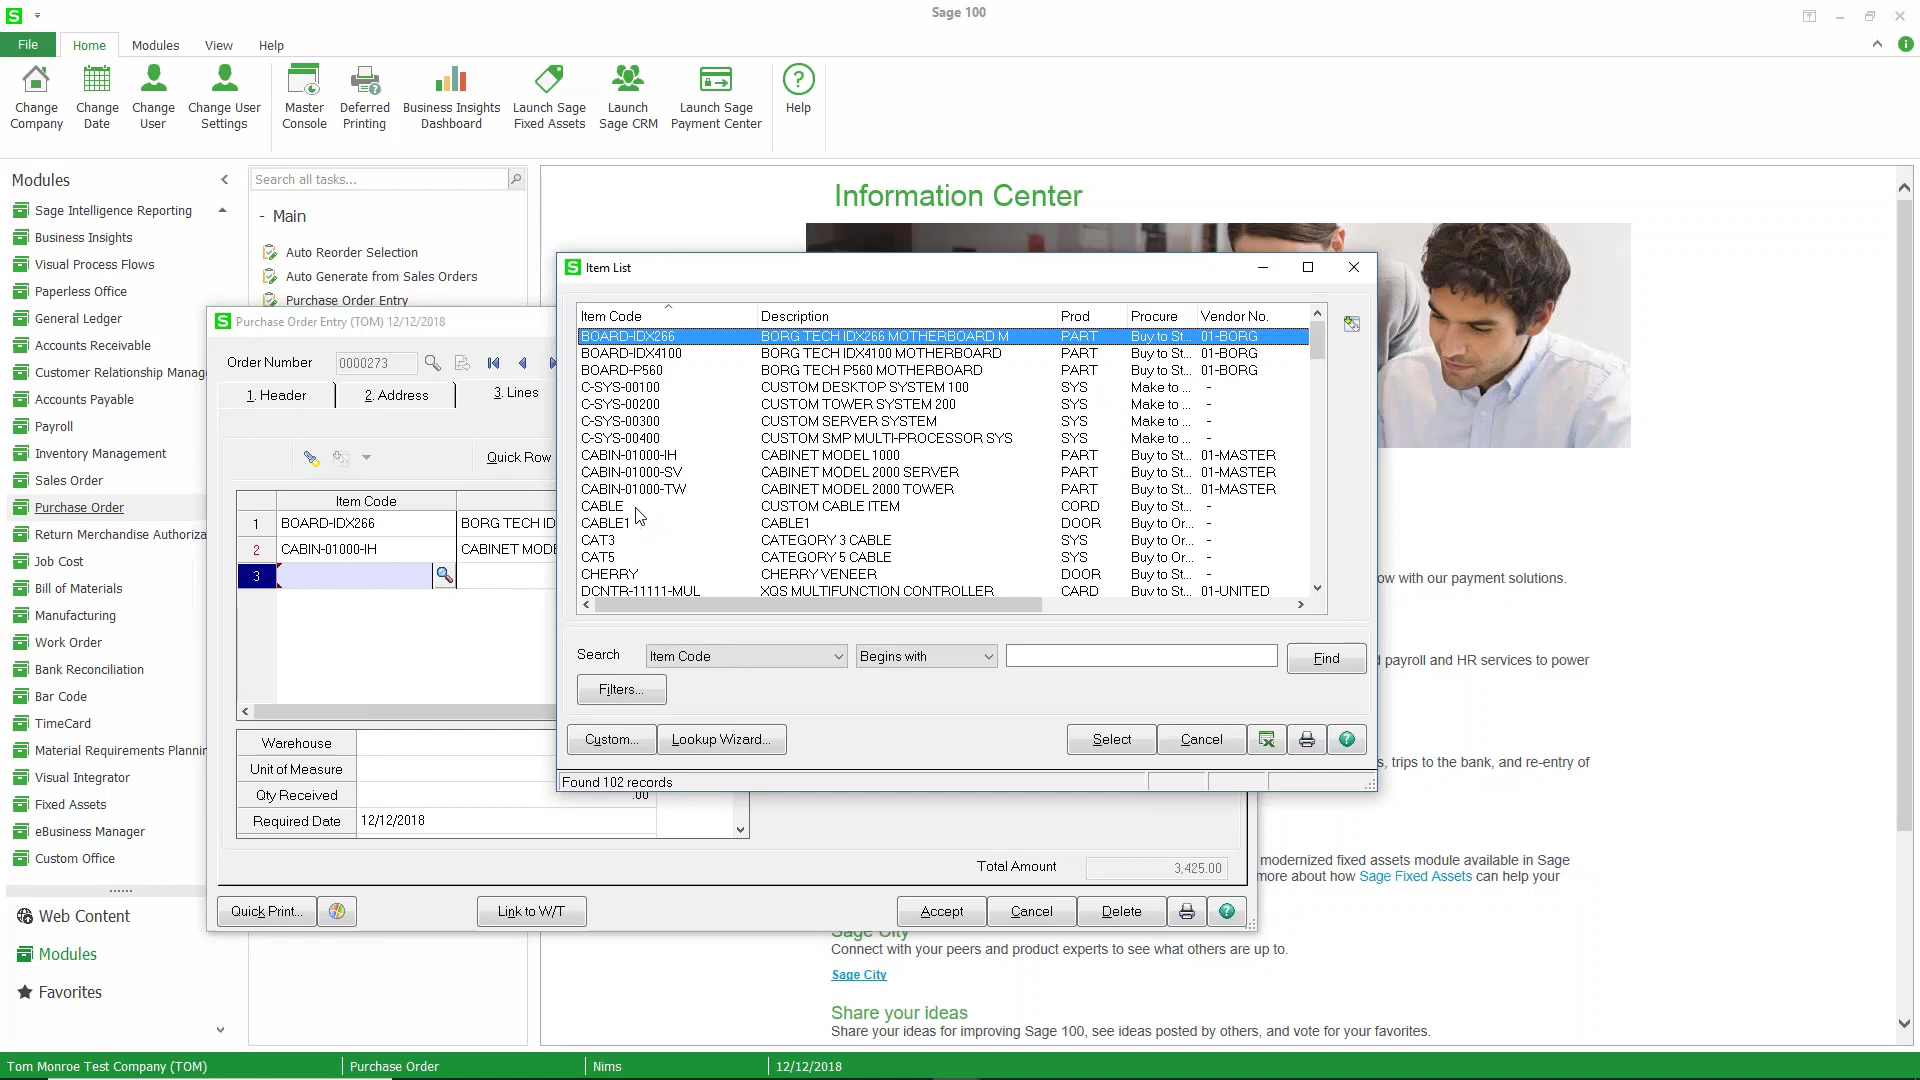 Sage 100
File Home Modules View Help
Change Company
Change Date
Change User
Change User Settings
Master Console
Deferred Printing
Business Insights Dashboard
Launch Sage Fixed Assets
Launch Sage CRM
Launch Sage Payment Center
Help
Modules
Sage Intelligence Reporting
Business Insights
Visual Process Flows
Paperless Office
General Ledger
Accounts Receivable
Customer Relationship Manag
Accounts Payable
Payroll
Inventory Management
Sales Order
Purchase Order
Return Merchandise Authoriza
Job Cost
Bill of Materials
Manufacturing
Work Order
Bank Reconciliation
Bar Code
TimeCard
Material Requirements Plannin
Visual Integrator
Fixed Assets
eBusiness Manager
Custom Office
Web Content
Modules
Favorites
Search all tasks...
- Main
Auto Reorder Selection
Auto Generate from Sales Orders
Purchase Order Entry
Information Center
Purchase Order Entry (TOM) 12/12/2018
Order Number 0000273
1. Header 2. Address 3. Lines
Quick Row
Item Code
1 BOARD-IDX266 BORG TECH ID
2 CABIN-01000-IH CABINET MODE
3
Warehouse
Unit of Measure
Qty Received .00
Required Date 12/12/2018
Total Amount 3,425.00
Quick Print... Link to W/T Accept Cancel Delete
Item List
Item Code Description Prod Procure Vendor No.
BOARD-IDX266 BORG TECH IDX266 MOTHERBOARD M PART Buy to St... 01-BORG
BOARD-IDX4100 BORG TECH IDX4100 MOTHERBOARD PART Buy to St... 01-BORG
BOARD-P560 BORG TECH P560 MOTHERBOARD PART Buy to St... 01-BORG
C-SYS-00100 CUSTOM DESKTOP SYSTEM 100 SYS Make to ... -
C-SYS-00200 CUSTOM TOWER SYSTEM 200 SYS Make to ... -
C-SYS-00300 CUSTOM SERVER SYSTEM SYS Make to ... -
C-SYS-00400 CUSTOM SMP MULTI-PROCESSOR SYS SYS Make to ... -
CABIN-01000-IH CABINET MODEL 1000 PART Buy to St... 01-MASTER
CABIN-01000-SV CABINET MODEL 2000 SERVER PART Buy to St... 01-MASTER
CABIN-01000-TW CABINET MODEL 2000 TOWER PART Buy to St... 01-MASTER
CABLE CUSTOM CABLE ITEM CORD Buy to St... -
CABLE1 CABLE1 DOOR Buy to Or... -
CAT3 CATEGORY 3 CABLE SYS Buy to Or... -
CAT5 CATEGORY 5 CABLE SYS Buy to Or... -
CHERRY CHERRY VENEER DOOR Buy to St... -
DCNTR-11111-MUL XQS MULTIFUNCTION CONTROLLER CARD Buy to St... 01-UNITED
Search Item Code Begins with Find
Filters...
Custom... Lookup Wizard... Select Cancel
Found 102 records
ow with our payment solutions.
d payroll and HR services to power
s, trips to the bank, and re-entry of
modernized fixed assets module available in Sage
more about how Sage Fixed Assets can help your
Sage City
Connect with your peers and product experts to see what others are up to.
Sage City
Share your ideas
Share your ideas for improving Sage 100, see ideas posted by others, and vote for your favorites.
Tom Monroe Test Company (TOM) Purchase Order Nims 12/12/2018